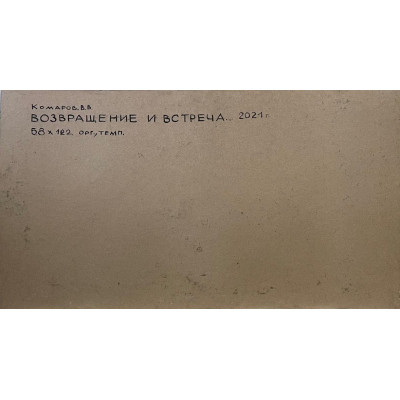 Комаров.В.В
ВОЗВРАЩЕНИЕ И ВСТРЕЧА... 2021 г.
58 x 122. орг., темп.